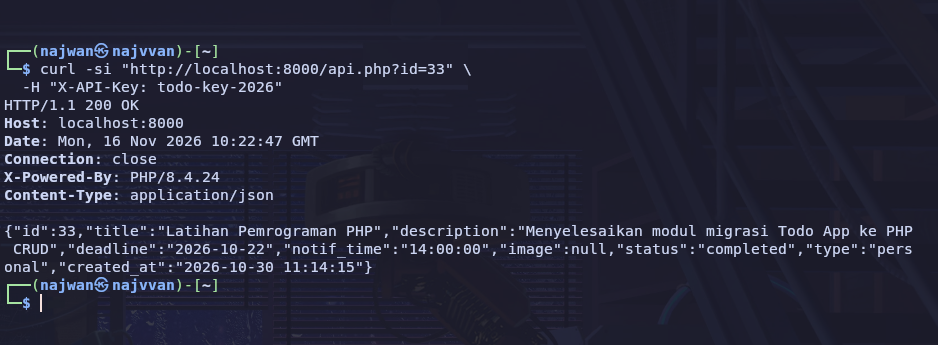 ┌──(najwan㉿najvvan)-[~]
└─$ curl -si "http://localhost:8000/api.php?id=33" \
  -H "X-API-Key: todo-key-2026"
HTTP/1.1 200 OK
Host: localhost:8000
Date: Mon, 16 Nov 2026 10:22:47 GMT
Connection: close
X-Powered-By: PHP/8.4.24
Content-Type: application/json

{"id":33,"title":"Latihan Pemrograman PHP","description":"Menyelesaikan modul migrasi Todo App ke PHP
 CRUD","deadline":"2026-10-22","notif_time":"14:00:00","image":null,"status":"completed","type":"pers
onal","created_at":"2026-10-30 11:14:15"}
┌──(najwan㉿najvvan)-[~]
└─$